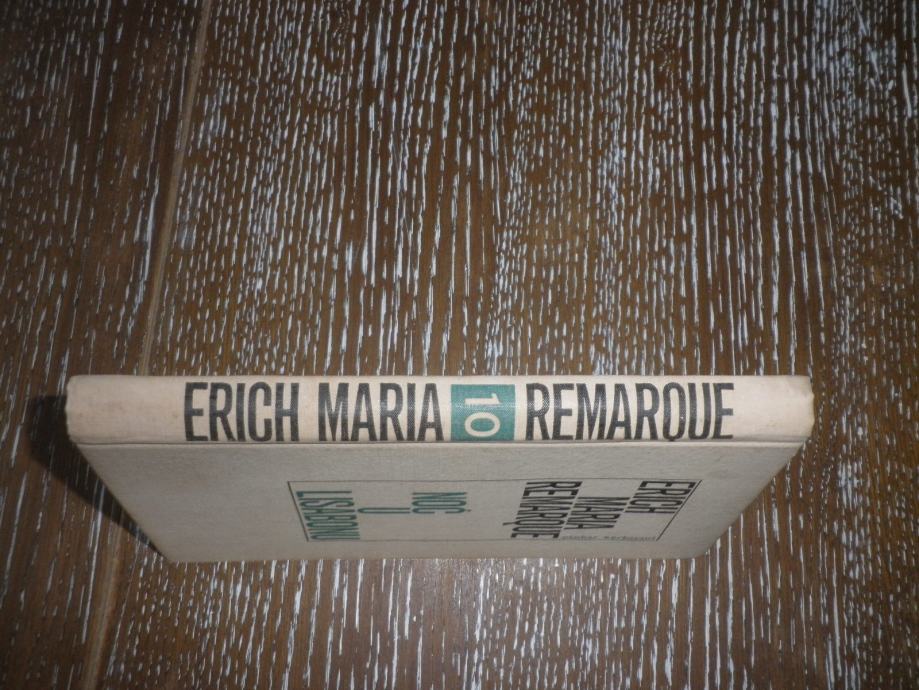 ERICH MARIA 10 REMARQUE
ERICH
MARIA
REMARQUE
NOĆ
U
LISABONU